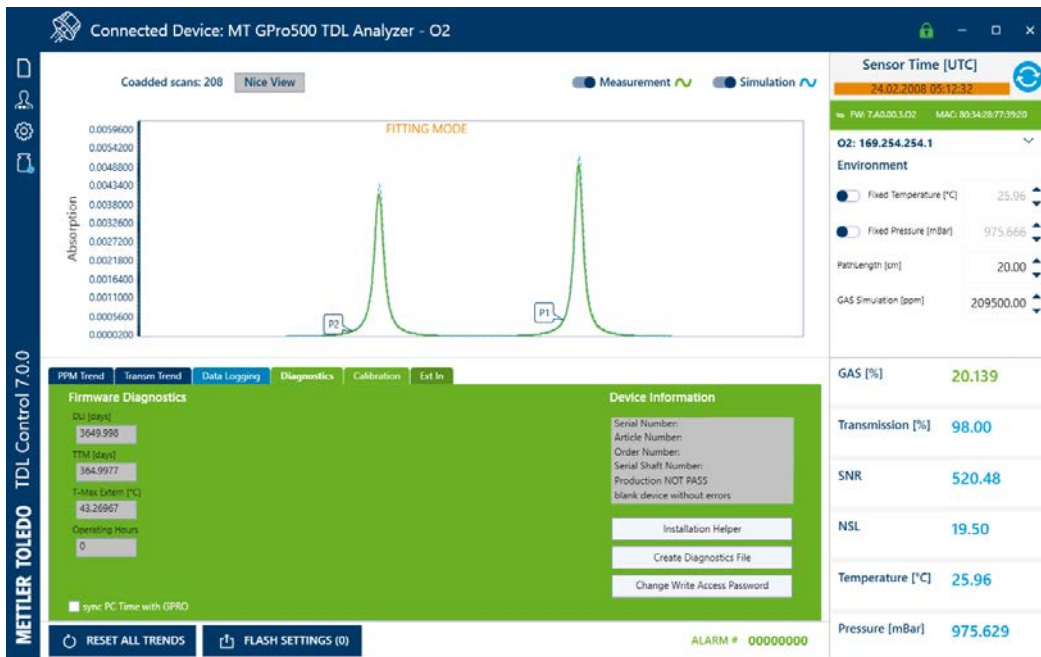 Connected Device: MT GPro500 TDL Analyzer - O2
Coadded scans: 208
Nice View
Measurement
Simulation
FITTING MODE
Absorption
0.0059600
0.0054200
0.0048800
0.0043400
0.0038000
0.0032600
0.0027200
0.0021800
0.0016400
0.0011000
0.0005600
0.0000200
P2
P1
Sensor Time [UTC]
24.02.2008 05:12:32
FW: 7.A0.00.3.O2 MAC: 80:34:28:77:39:20
O2: 169.254.254.1
Environment
Fixed Temperature [°C] 25.96
Fixed Pressure [mBar] 975.666
PathLength [cm] 20.00
GAS Simulation [ppm] 209500.00
PPM Trend
Transm Trend
Data Logging
Diagnostics
Calibration
Ext In
Firmware Diagnostics
DLI [days]
3649.998
TTM [days]
364.9977
T-Max Extern [°C]
43.26967
Operating Hours
0
sync PC Time with GPRO
Device Information
Serial Number:
Article Number:
Order Number:
Serial Shaft Number:
Production NOT PASS
blank device without errors
Installation Helper
Create Diagnostics File
Change Write Access Password
GAS [%] 20.139
Transmission [%] 98.00
SNR 520.48
NSL 19.50
Temperature [°C] 25.96
Pressure [mBar] 975.629
METTLER TOLEDO TDL Control 7.0.0
RESET ALL TRENDS
FLASH SETTINGS (0)
ALARM # 00000000